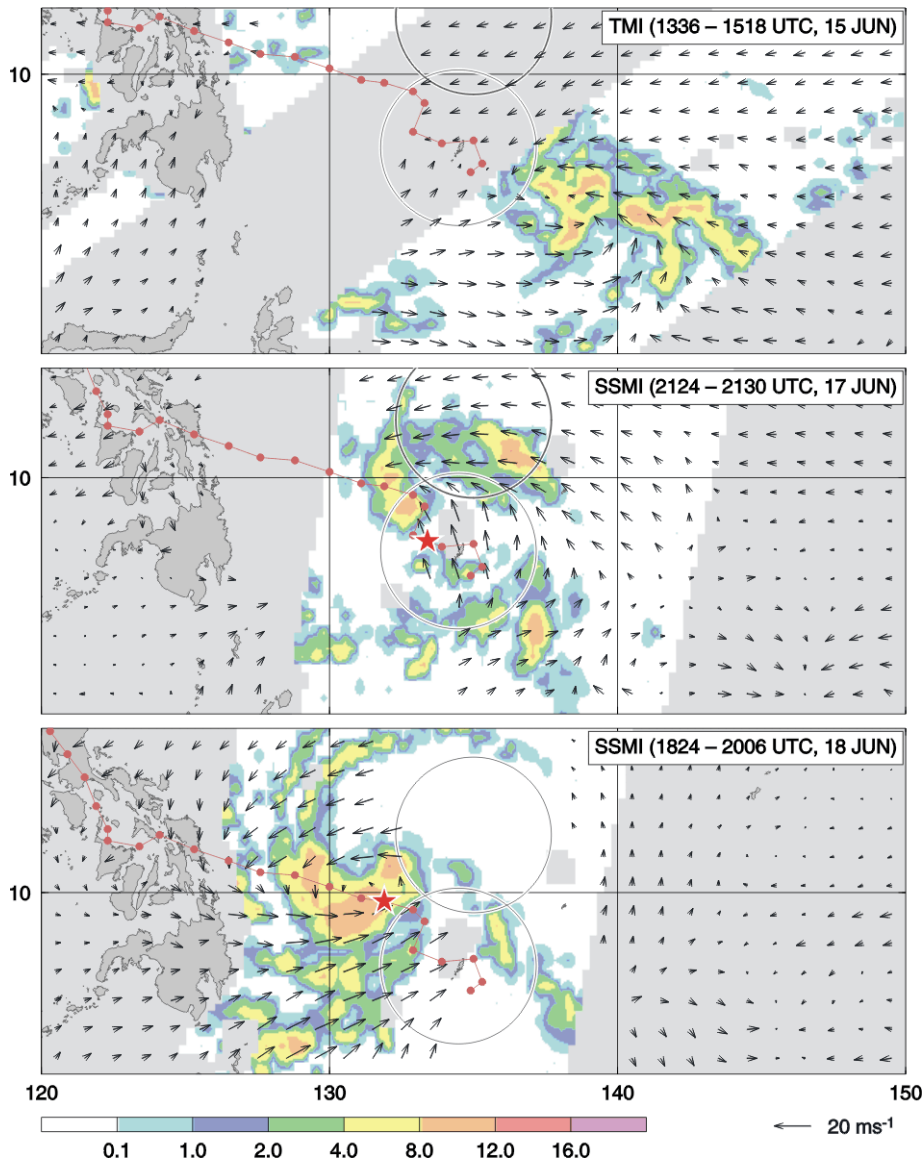 TMI (1336 – 1518 UTC, 15 JUN)
10
SSMI (2124 – 2130 UTC, 17 JUN)
10
SSMI (1824 – 2006 UTC, 18 JUN)
10
120 130 140 150
0.1 1.0 2.0 4.0 8.0 12.0 16.0
20 ms⁻¹